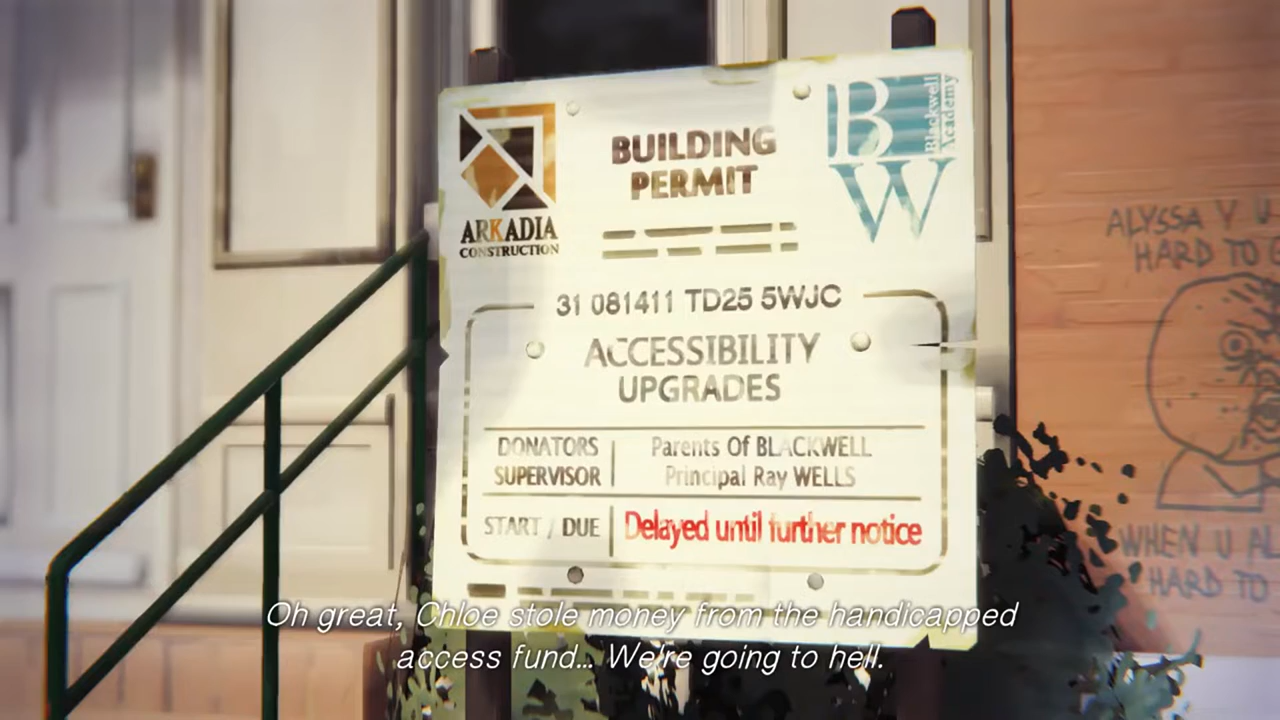 BUILDING
PERMIT
ARKADIA
CONSTRUCTION
BW
Blackwell
Academy
31 081411 TD25 5WJC
ACCESSIBILITY
UPGRADES
DONATORS Parents Of BLACKWELL
SUPERVISOR Principal Ray WELLS
START / DUE Delayed until further notice
ALYSSA Y U
HARD TO
WHEN U AL
HARD TO
Oh great, Chloe stole money from the handicapped
access fund... We're going to hell.